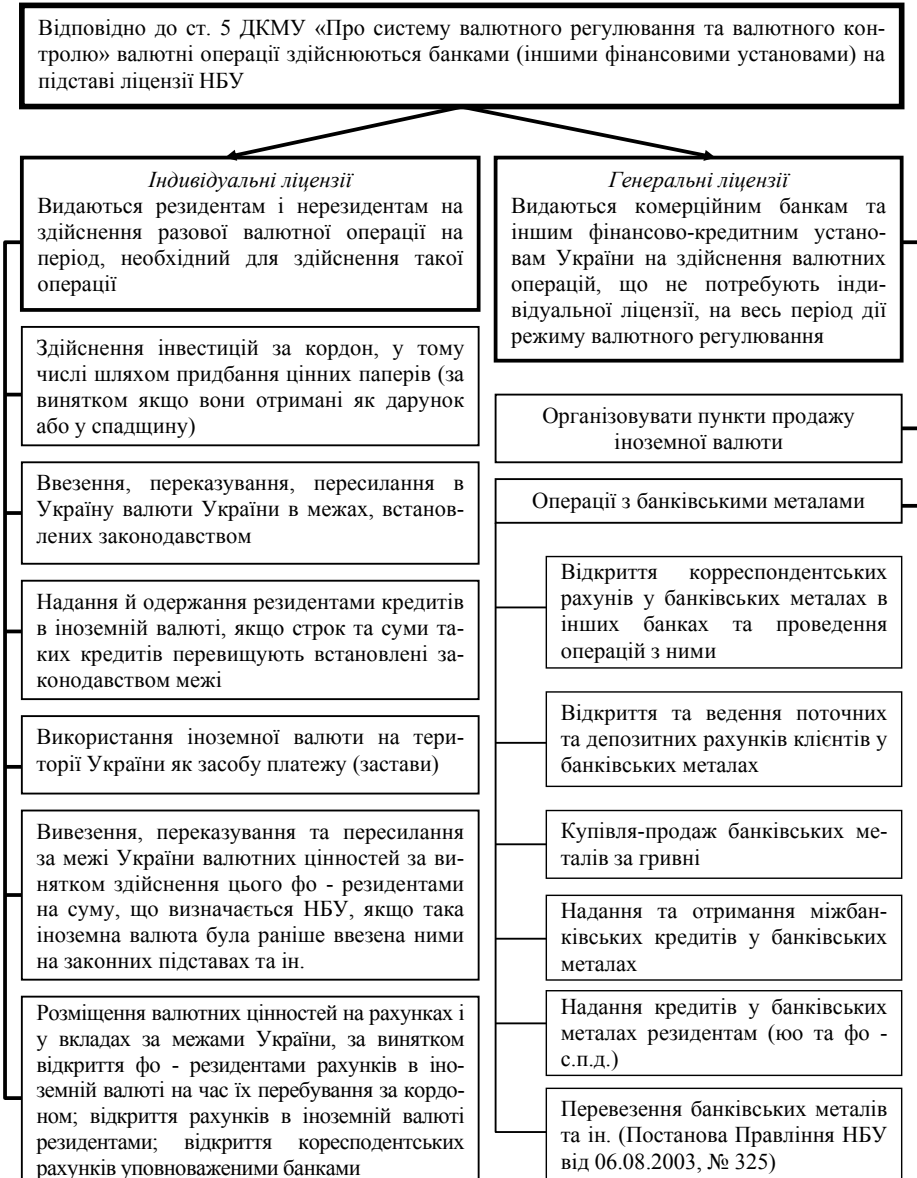 Відповідно до ст. 5 ДКМУ «Про систему валютного регулювання та валютного кон-
тролю» валютні операції здійснюються банками (іншими фінансовими установами) на
підставі ліцензії НБУ
Індивідуальні ліцензії
Видаються резидентам і нерезидентам на
здійснення разової валютної операції на
період, необхідний для здійснення такої
операції
Здійснення інвестицій за кордон, у тому
числі шляхом придбання цінних паперів (за
винятком якщо вони отримані як дарунок
або у спадщину)
Ввезення, переказування, пересилання в
Україну валюти України в межах, встанов-
лених законодавством
Надання й одержання резидентами кредитів
в іноземній валюті, якщо строк та суми та-
ких кредитів перевищують встановлені за-
конодавством межі
Використання іноземної валюти на тери-
торії України як засобу платежу (застави)
Вивезення, переказування та пересилання
за межі України валютних цінностей за ви-
нятком здійснення цього фо - резидентами
на суму, що визначається НБУ, якщо така
іноземна валюта була раніше ввезена ними
на законних підставах та ін.
Розміщення валютних цінностей на рахунках і
у вкладах за межами України, за винятком
відкриття фо - резидентами рахунків в іно-
земній валюті на час їх перебування за кордо-
ном; відкриття рахунків в іноземній валюті
резидентами; відкриття коресподентських
рахунків уповноваженими банками
Генеральні ліцензії
Видаються комерційним банкам та
іншим фінансово-кредитним устано-
вам України на здійснення валютних
операцій, що не потребують інди-
відуальної ліцензії, на весь період дії
режиму валютного регулювання
Організовувати пункти продажу
іноземної валюти
Операції з банківськими металами
Відкриття корреспондентських
рахунів у банківських металах в
інших банках та проведення
операцій з ними
Відкриття та ведення поточних
та депозитних рахунків клієнтів у
банківських металах
Купівля-продаж банківських ме-
талів за гривні
Надання та отримання міжбан-
ківських кредитів у банківських
металах
Надання кредитів у банківських
металах резидентам (юо та фо -
с.п.д.)
Перевезення банківських металів
та ін. (Постанова Правління НБУ
від 06.08.2003, № 325)